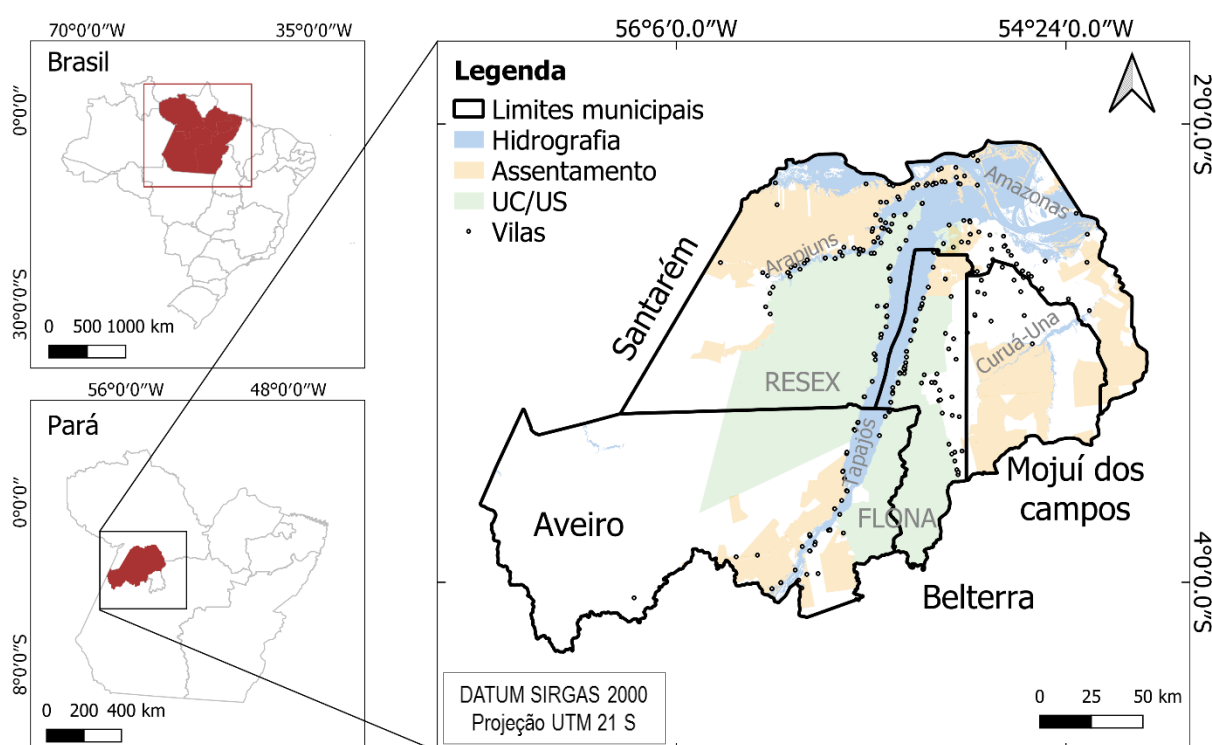 70°0′0″W
35°0′0″W
Brasil
0°0′0″
30°0′0″S
0 500 1000 km
56°0′0″W
48°0′0″W
Pará
0°0′0″
8°0′0″S
0 200 400 km
56°6′0.0″W
54°24′0.0″W
2°0′0.0″S
4°0′0.0″S
Legenda
Limites municipais
Hidrografia
Assentamento
UC/US
Vilas
Amazonas
Arapiuns
Santarém
Curuá-Una
RESEX
Tapajós
Mojuí dos
campos
Aveiro
FLONA
Belterra
DATUM SIRGAS 2000
Projeção UTM 21 S
0 25 50 km